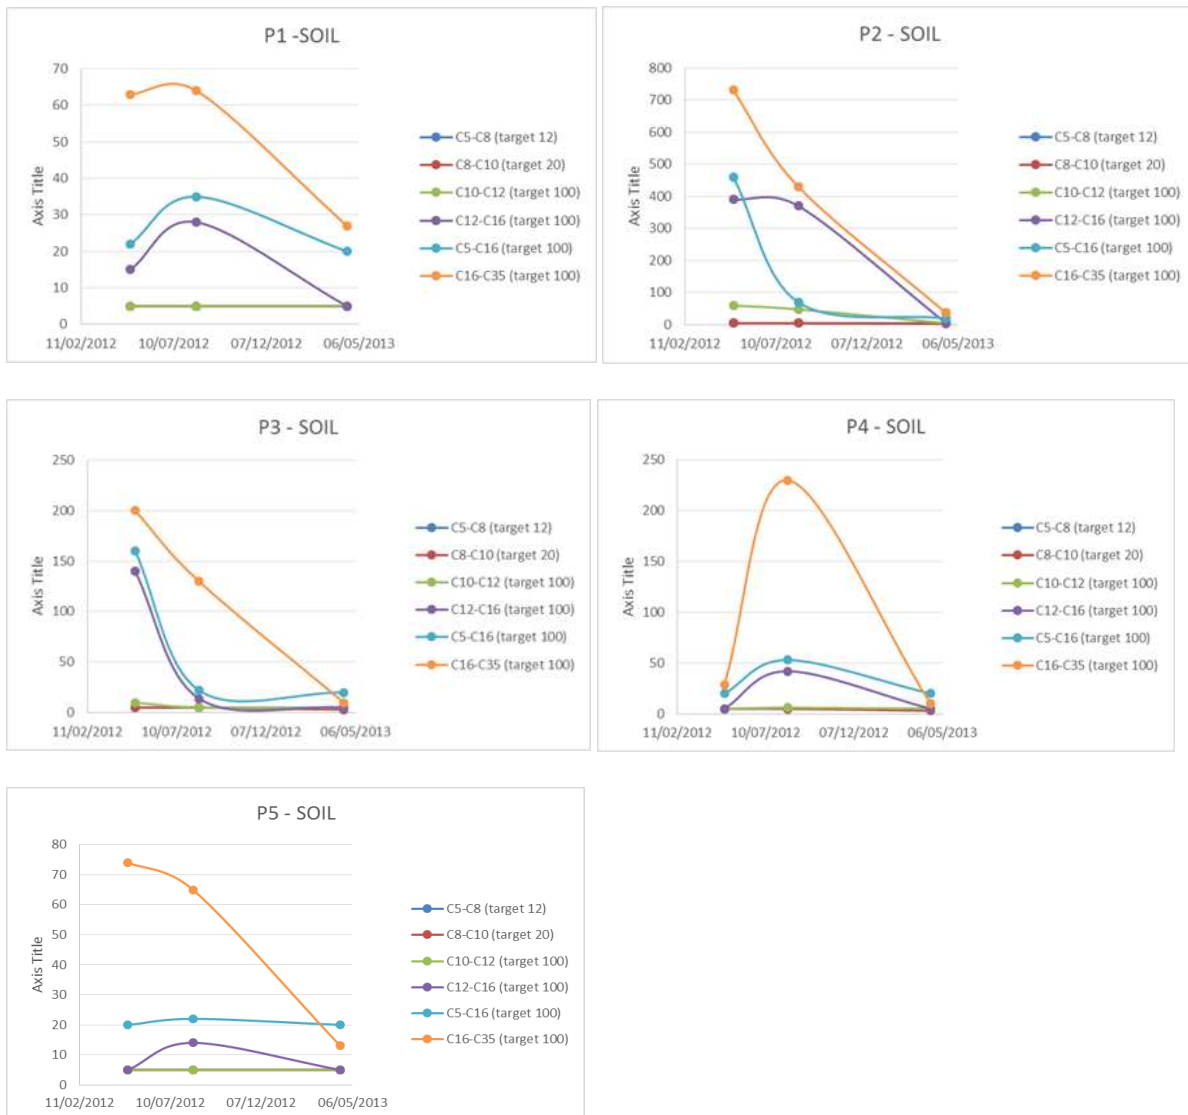 P1 -SOIL
70
60
50
40
30
20
10
0
Axis Title
11/02/2012 10/07/2012 07/12/2012 06/05/2013
C5-C8 (target 12)
C8-C10 (target 20)
C10-C12 (target 100)
C12-C16 (target 100)
C5-C16 (target 100)
C16-C35 (target 100)
P2 - SOIL
800
700
600
500
400
300
200
100
0
Axis Title
11/02/2012 10/07/2012 07/12/2012 06/05/2013
C5-C8 (target 12)
C8-C10 (target 20)
C10-C12 (target 100)
C12-C16 (target 100)
C5-C16 (target 100)
C16-C35 (target 100)
P3 - SOIL
250
200
150
100
50
0
Axis Title
11/02/2012 10/07/2012 07/12/2012 06/05/2013
C5-C8 (target 12)
C8-C10 (target 20)
C10-C12 (target 100)
C12-C16 (target 100)
C5-C16 (target 100)
C16-C35 (target 100)
P4 - SOIL
250
200
150
100
50
0
Axis Title
11/02/2012 10/07/2012 07/12/2012 06/05/2013
C5-C8 (target 12)
C8-C10 (target 20)
C10-C12 (target 100)
C12-C16 (target 100)
C5-C16 (target 100)
C16-C35 (target 100)
P5 - SOIL
80
70
60
50
40
30
20
10
0
Axis Title
11/02/2012 10/07/2012 07/12/2012 06/05/2013
C5-C8 (target 12)
C8-C10 (target 20)
C10-C12 (target 100)
C12-C16 (target 100)
C5-C16 (target 100)
C16-C35 (target 100)